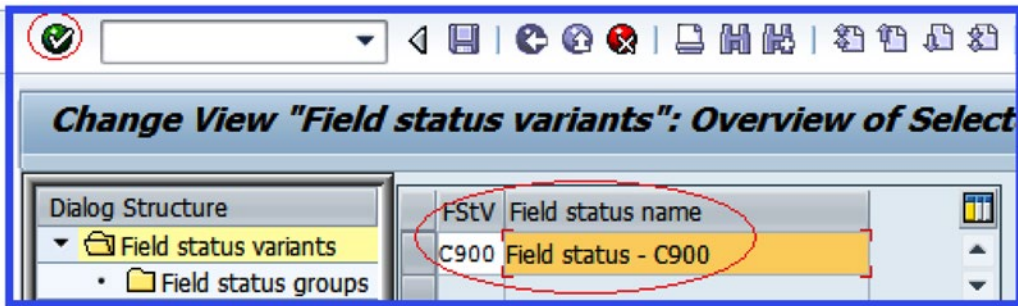 Change View "Field status variants": Overview of Select
Dialog Structure
Field status variants
Field status groups
FStV Field status name
C900 Field status - C900